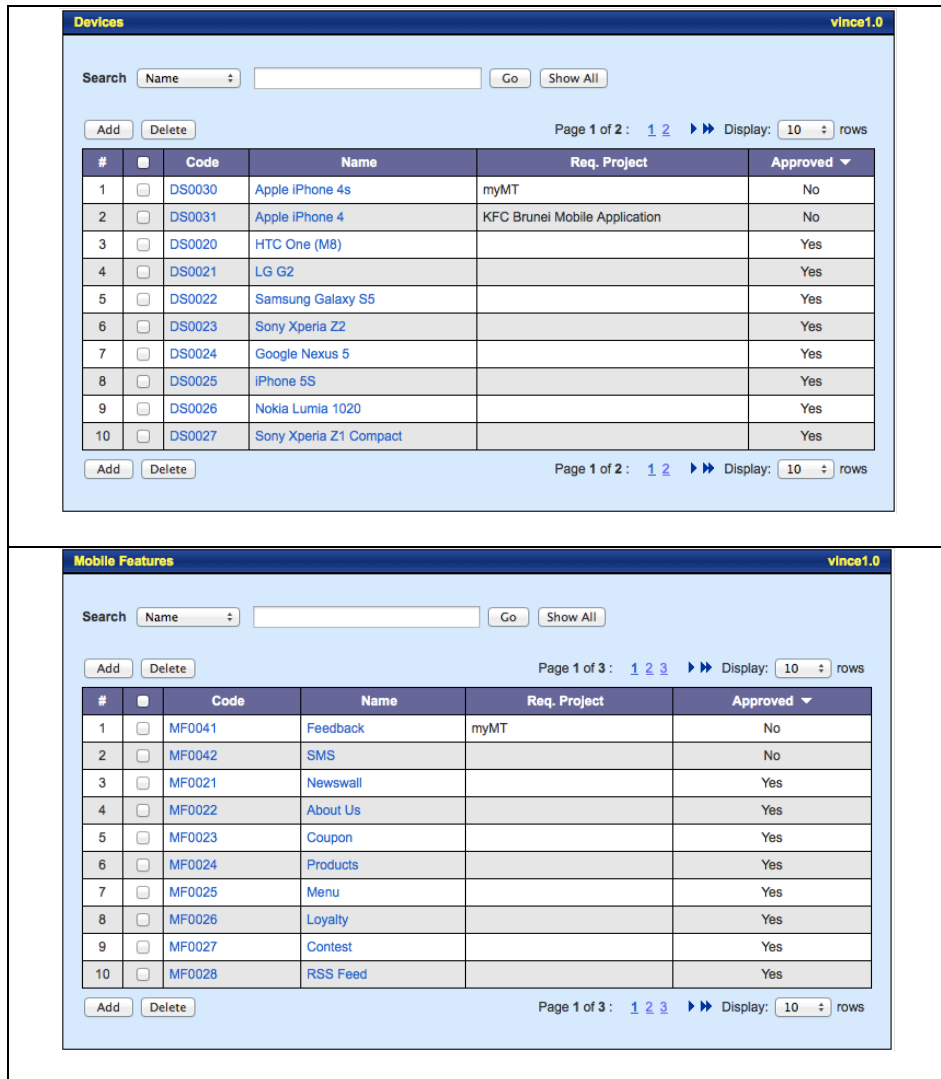 Devices vince1.0
Search Name Go Show All
Add Delete Page 1 of 2 : 1 2 Display: 10 rows
# Code Name Req. Project Approved
1 DS0030 Apple iPhone 4s myMT No
2 DS0031 Apple iPhone 4 KFC Brunei Mobile Application No
3 DS0020 HTC One (M8) Yes
4 DS0021 LG G2 Yes
5 DS0022 Samsung Galaxy S5 Yes
6 DS0023 Sony Xperia Z2 Yes
7 DS0024 Google Nexus 5 Yes
8 DS0025 iPhone 5S Yes
9 DS0026 Nokia Lumia 1020 Yes
10 DS0027 Sony Xperia Z1 Compact Yes
Add Delete Page 1 of 2 : 1 2 Display: 10 rows
Mobile Features vince1.0
Search Name Go Show All
Add Delete Page 1 of 3 : 1 2 3 Display: 10 rows
# Code Name Req. Project Approved
1 MF0041 Feedback myMT No
2 MF0042 SMS No
3 MF0021 Newswall Yes
4 MF0022 About Us Yes
5 MF0023 Coupon Yes
6 MF0024 Products Yes
7 MF0025 Menu Yes
8 MF0026 Loyalty Yes
9 MF0027 Contest Yes
10 MF0028 RSS Feed Yes
Add Delete Page 1 of 3 : 1 2 3 Display: 10 rows